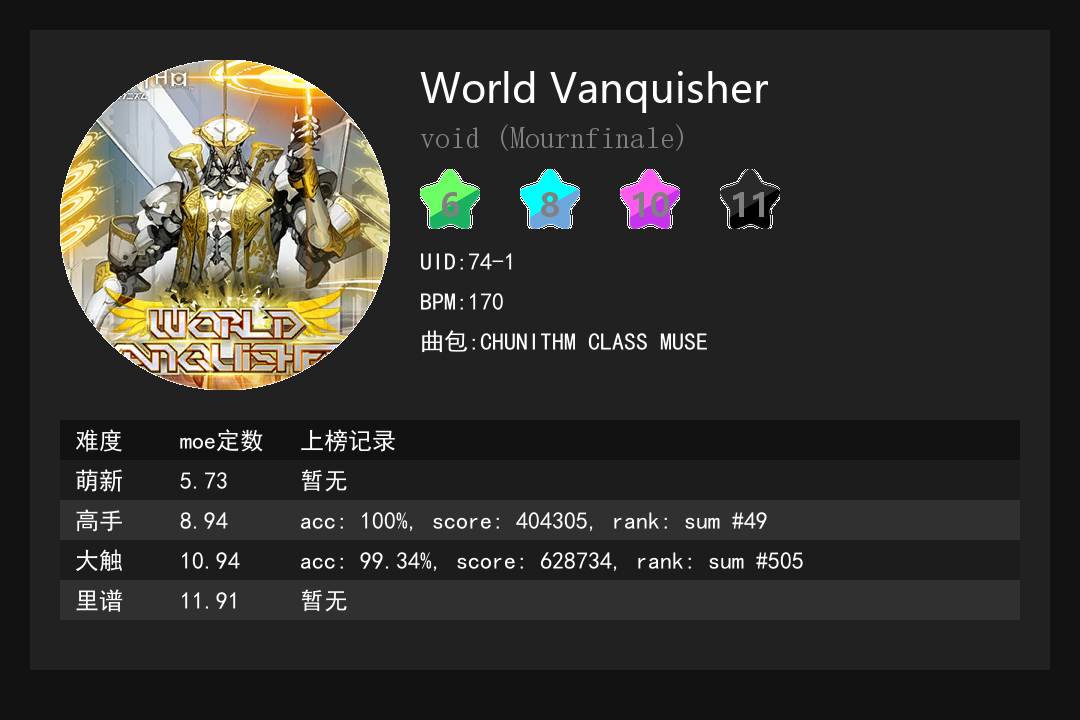 World Vanquisher
void (Mournfinale)
6 8 10 11
UID:74-1
BPM:170
曲包:CHUNITHM CLASS MUSE
WORLD
VANQUISHER
难度 moe定数 上榜记录
萌新 5.73 暂无
高手 8.94 acc: 100%, score: 404305, rank: sum #49
大触 10.94 acc: 99.34%, score: 628734, rank: sum #505
里谱 11.91 暂无